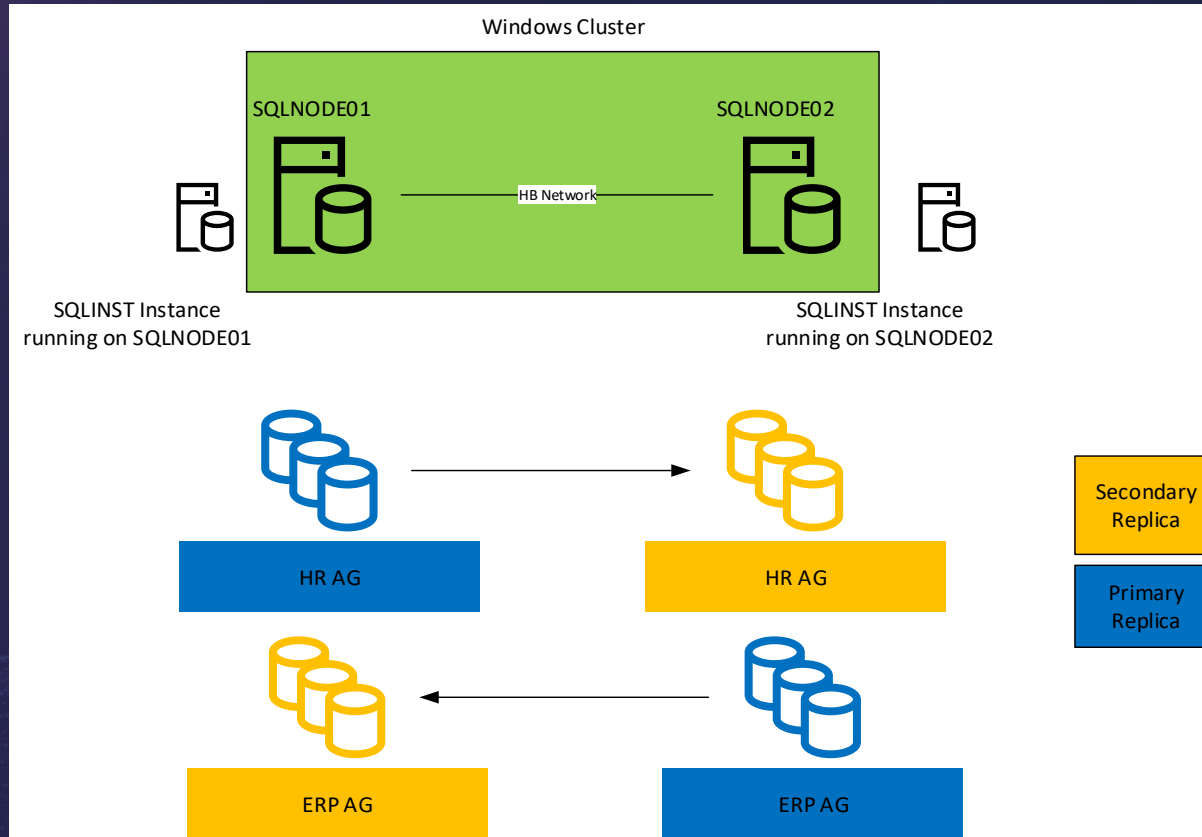 Windows Cluster
SQLNODE01
SQLNODE02
HB Network
SQLINST Instance
running on SQLNODE01
SQLINST Instance
running on SQLNODE02
HR AG
HR AG
Secondary
Replica
Primary
Replica
ERP AG
ERP AG